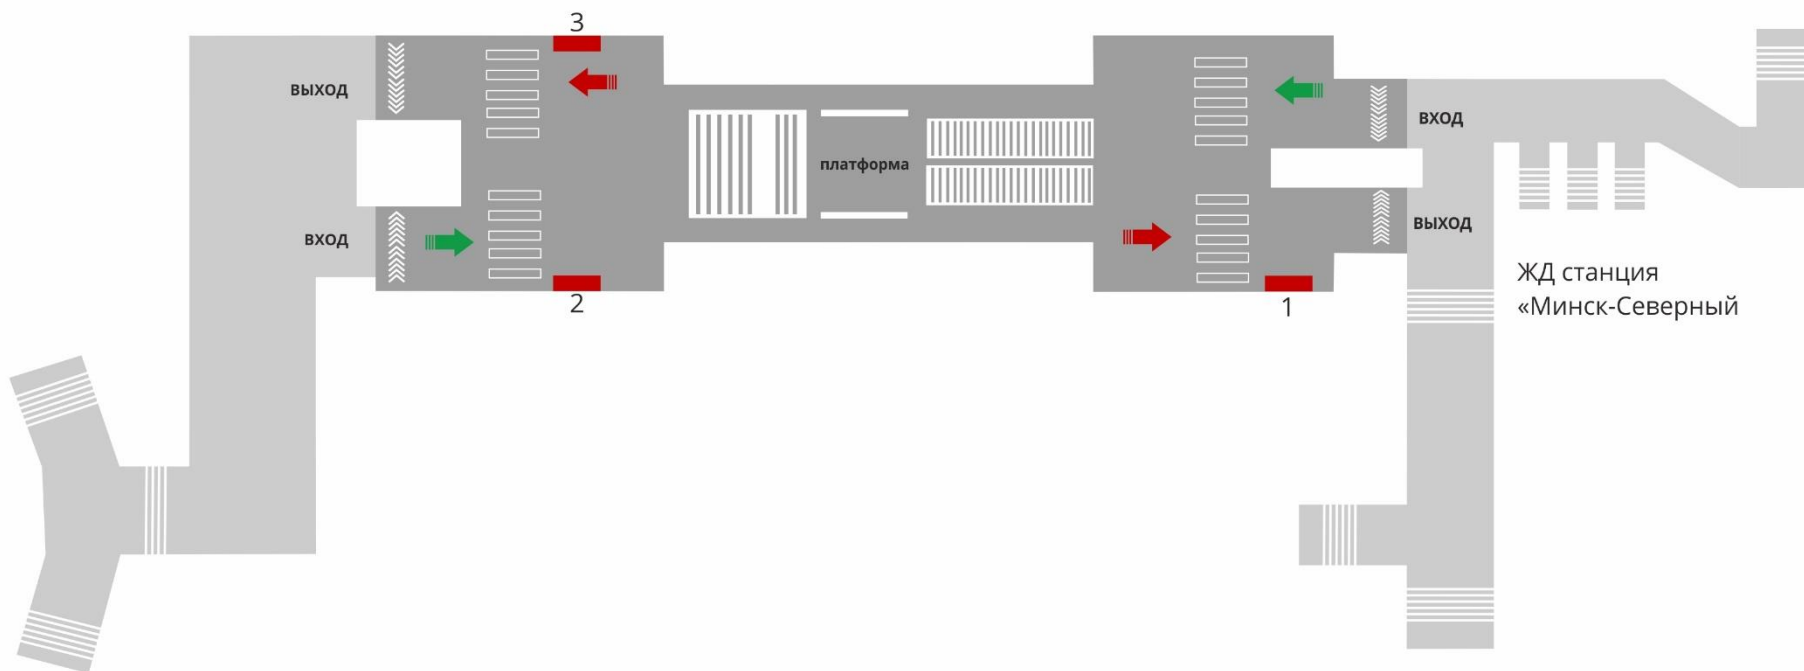 3
ВЫХОД
ВХОД
ВХОД
платформа
ВЫХОД
ЖД станция
«Минск-Северный
2
1